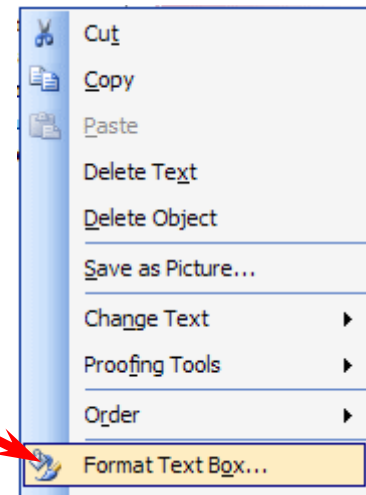 Cut
Copy
Paste
Delete Text
Delete Object
Save as Picture...
Change Text
Proofing Tools
Order
Format Text Box...